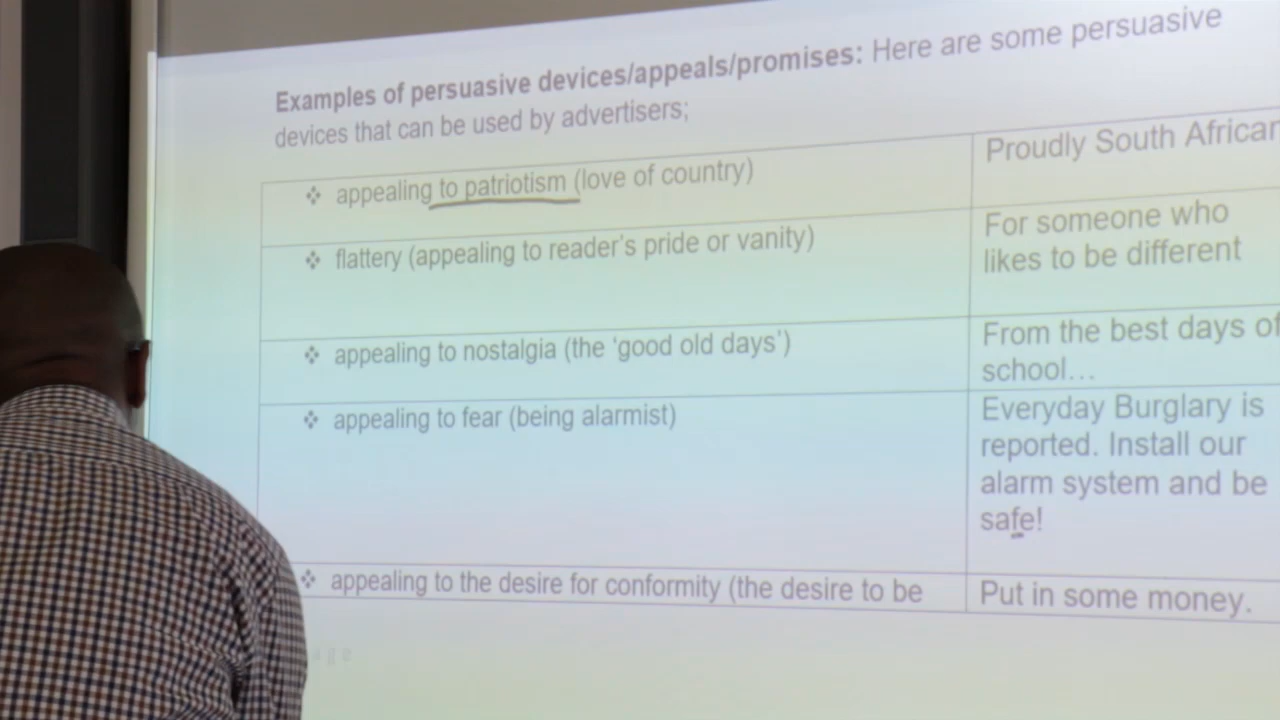 Examples of persuasive devices/appeals/promises: Here are some persuasive
devices that can be used by advertisers;
❖ appealing to patriotism (love of country)
Proudly South African
❖ flattery (appealing to reader's pride or vanity)
For someone who
likes to be different
❖ appealing to nostalgia (the 'good old days')
From the best days of
school…
❖ appealing to fear (being alarmist)
Everyday Burglary is
reported. Install our
alarm system and be
safe!
❖ appealing to the desire for conformity (the desire to be
Put in some money.